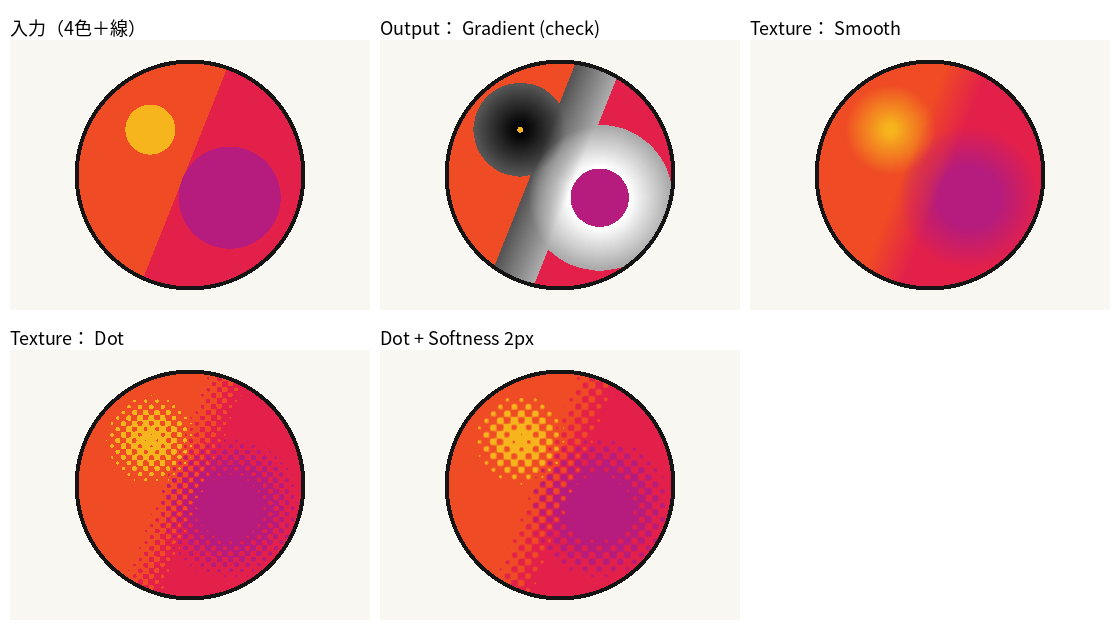 入力（4色＋線）
Output： Gradient (check)
Texture： Smooth
Texture： Dot
Dot + Softness 2px